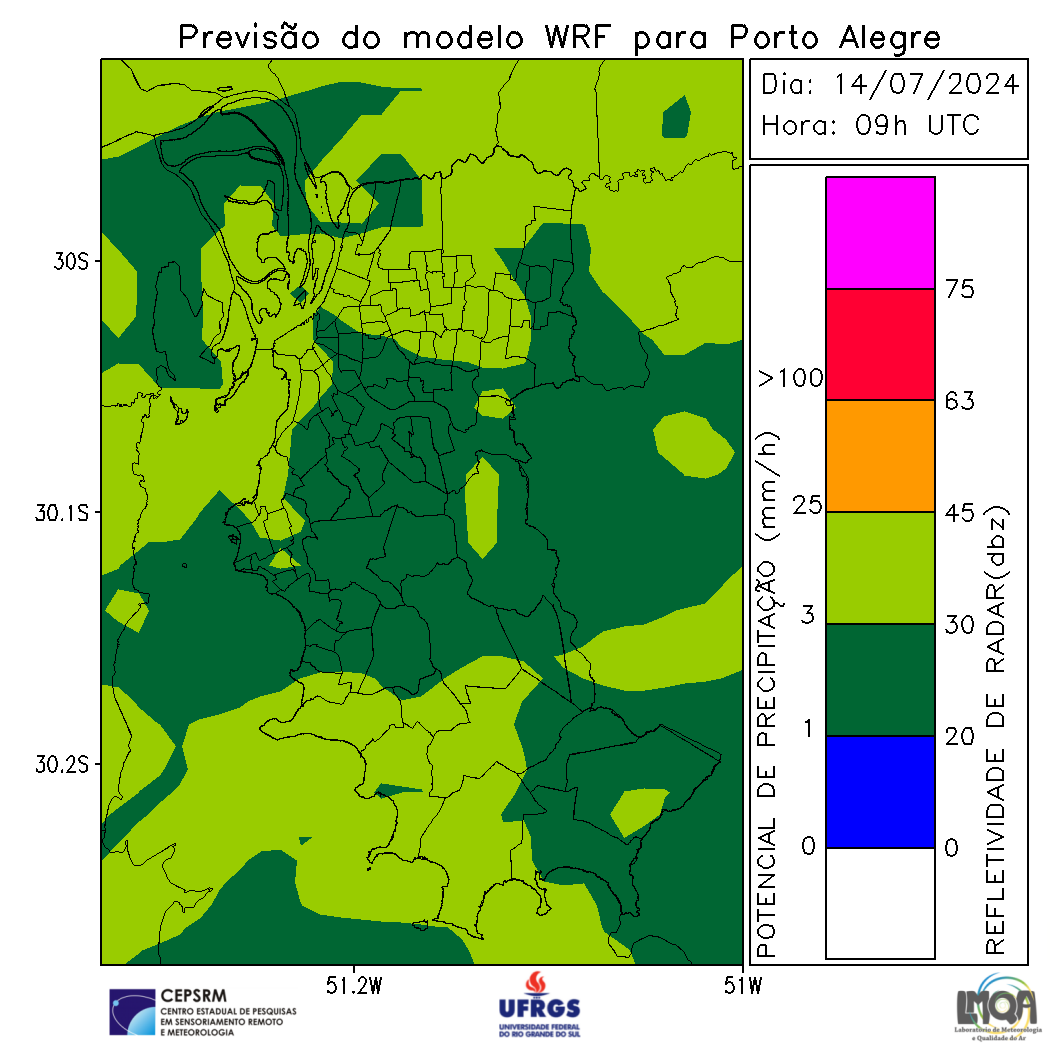 Previsão do modelo WRF para Porto Alegre
Dia: 14/07/2024
Hora: 09h UTC
30S
30.1S
30.2S
51.2W
51W
POTENCIAL DE PRECIPITAÇÃO (mm/h)
>100
25
3
1
0
75
63
45
30
20
0
REFLETIVIDADE DE RADAR(dbz)
CEPSRM
CENTRO ESTADUAL DE PESQUISAS
EM SENSORIAMENTO REMOTO
E METEOROLOGIA
UFRGS
UNIVERSIDADE FEDERAL
DO RIO GRANDE DO SUL
LMQA
Laboratório de Meteorologia
e Qualidade do Ar